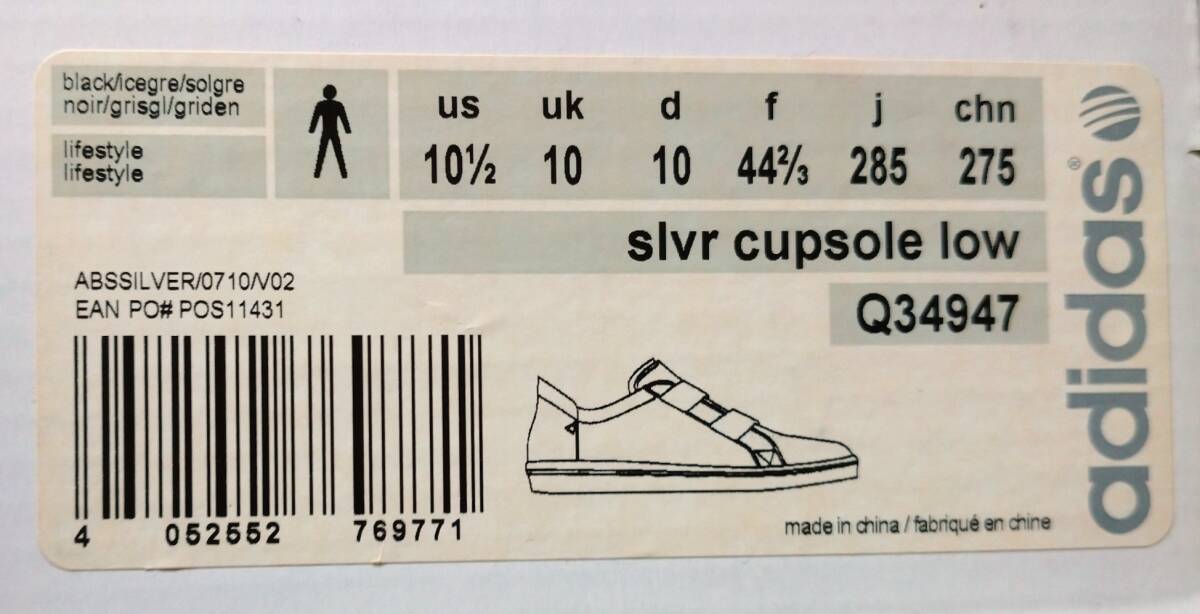 black/icegre/solgre
noir/grisgl/griden
lifestyle
lifestyle
us uk d f j chn
10½ 10 10 44⅔ 285 275
slvr cupsole low
Q34947
ABSSILVER/0710/V02
EAN PO# POS11431
4 052552 769771
made in china / fabriqué en chine
adidas®